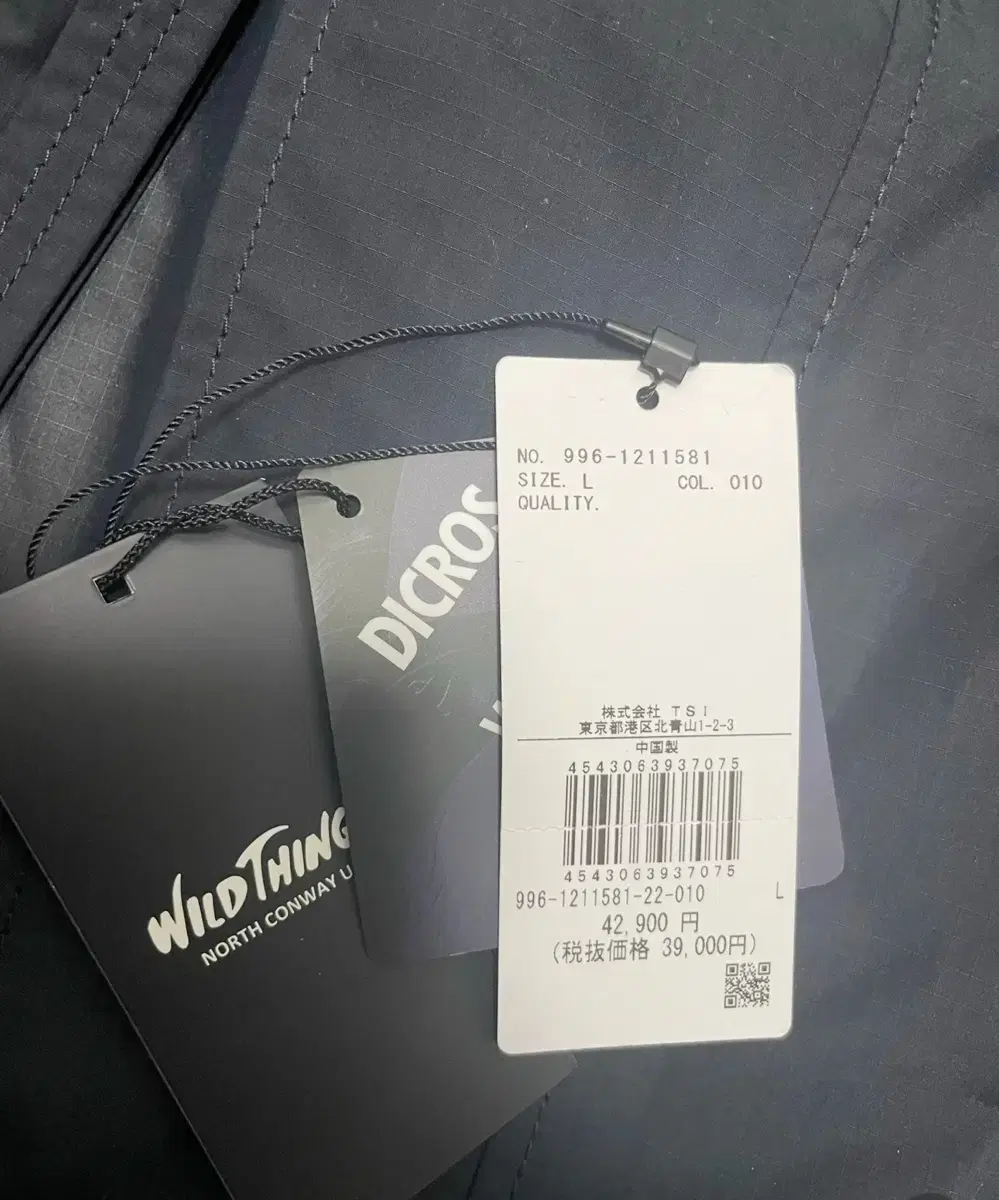 NO. 996-1211581
SIZE. L COL. 010
QUALITY.
株式会社 TSI
東京都港区北青山1-2-3
中国製
4543063937075
4543063937075
996-1211581-22-010 L
42,900 円
(税抜価格 39,000円)
DICROS
WILD THING
NORTH CONWAY U